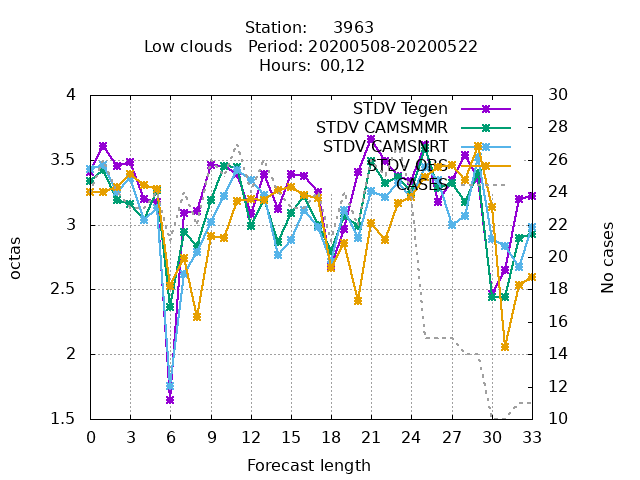 Station: 3963
Low clouds Period: 20200508-20200522
Hours: 00,12
STDV Tegen
STDV CAMSMMR
STDV CAMSNRT
STDV OBS
CASES
4
3.5
3
2.5
2
1.5
30
28
26
24
22
20
18
16
14
12
10
octas
No cases
0 3 6 9 12 15 18 21 24 27 30 33
Forecast length